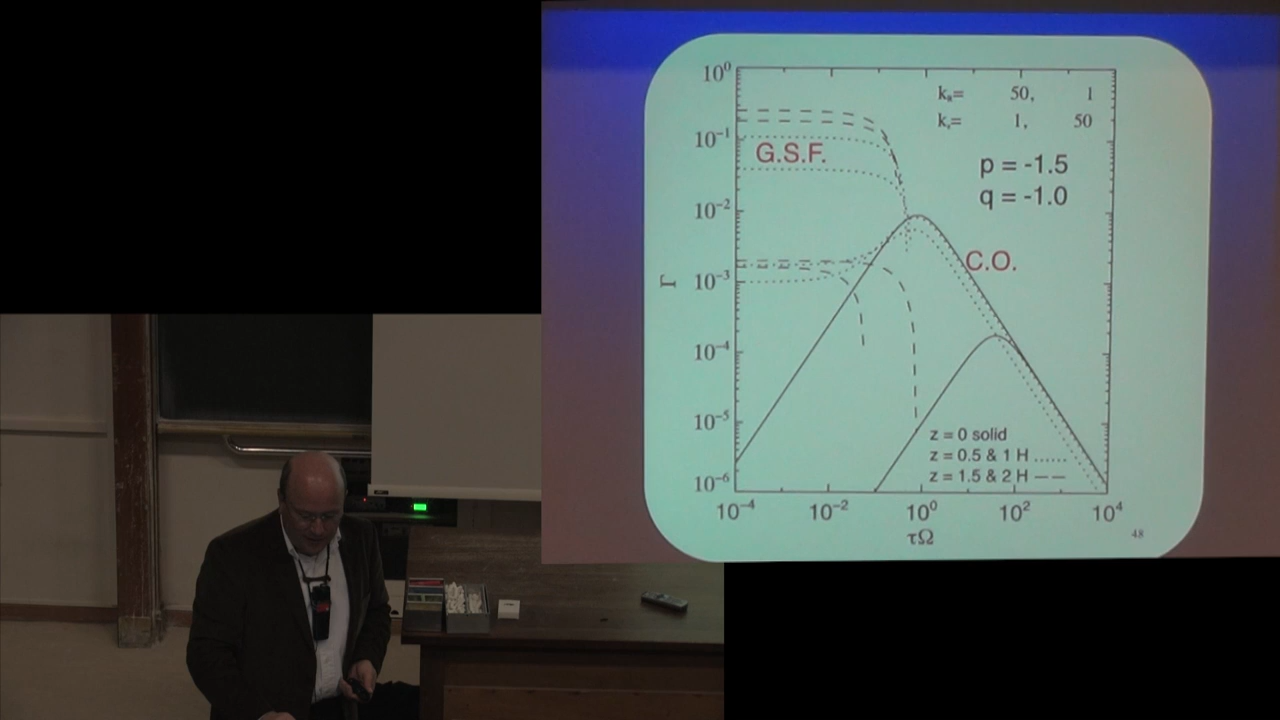 10⁰
kₐ= 50, 1
kᵣ= 1, 50
10⁻¹
G.S.F.
p = -1.5
q = -1.0
10⁻²
C.O.
Γ
10⁻³
10⁻⁴
10⁻⁵
z = 0 solid
z = 0.5 & 1 H ......
z = 1.5 & 2 H — —
10⁻⁶
10⁻⁴ 10⁻² 10⁰ 10² 10⁴
τΩ
48